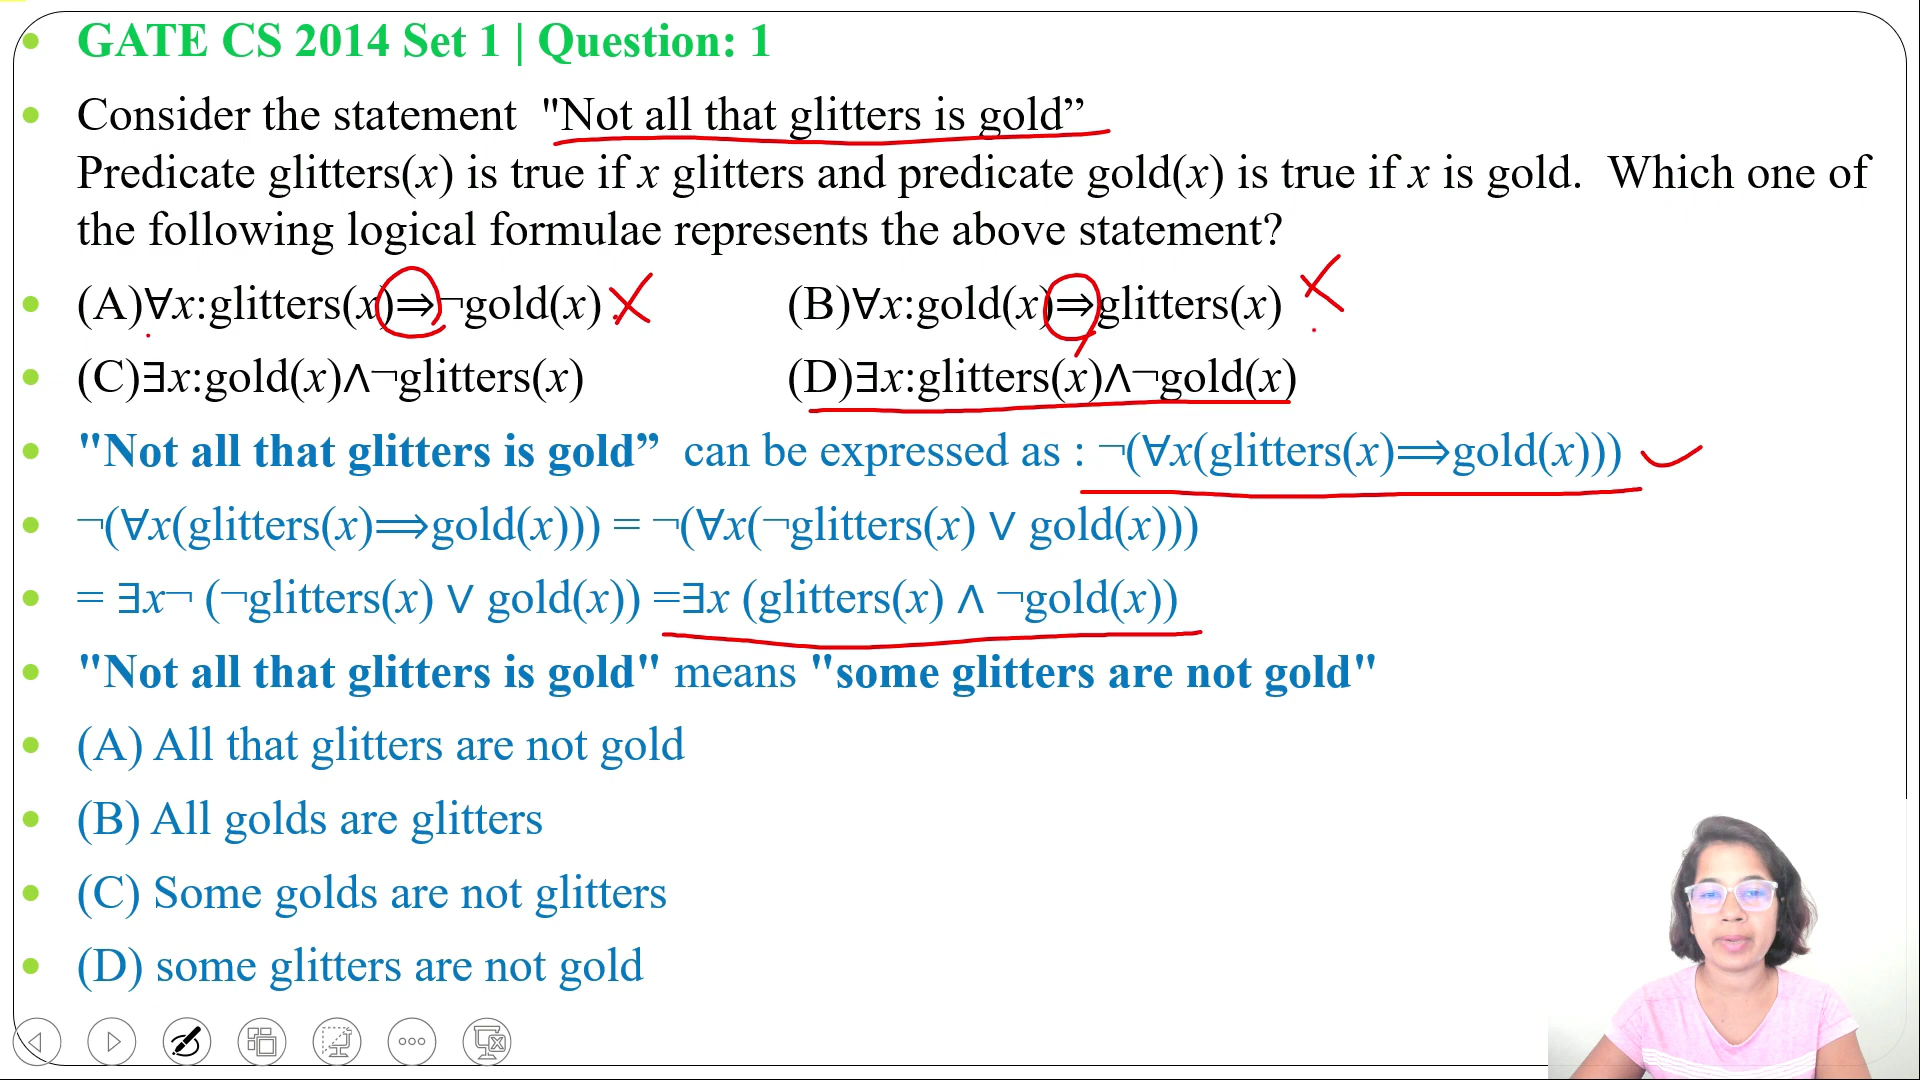 GATE CS 2014 Set 1 | Question: 1
Consider the statement "Not all that glitters is gold”
Predicate glitters(x) is true if x glitters and predicate gold(x) is true if x is gold. Which one of
the following logical formulae represents the above statement?
(A)∀x:glitters(x)⇒¬gold(x) (B)∀x:gold(x)⇒glitters(x)
(C)∃x:gold(x)∧¬glitters(x) (D)∃x:glitters(x)∧¬gold(x)
"Not all that glitters is gold” can be expressed as : ¬(∀x(glitters(x)⟹gold(x)))
¬(∀x(glitters(x)⟹gold(x))) = ¬(∀x(¬glitters(x) ∨ gold(x)))
= ∃x¬ (¬glitters(x) ∨ gold(x)) =∃x (glitters(x) ∧ ¬gold(x))
"Not all that glitters is gold" means "some glitters are not gold"
(A) All that glitters are not gold
(B) All golds are glitters
(C) Some golds are not glitters
(D) some glitters are not gold